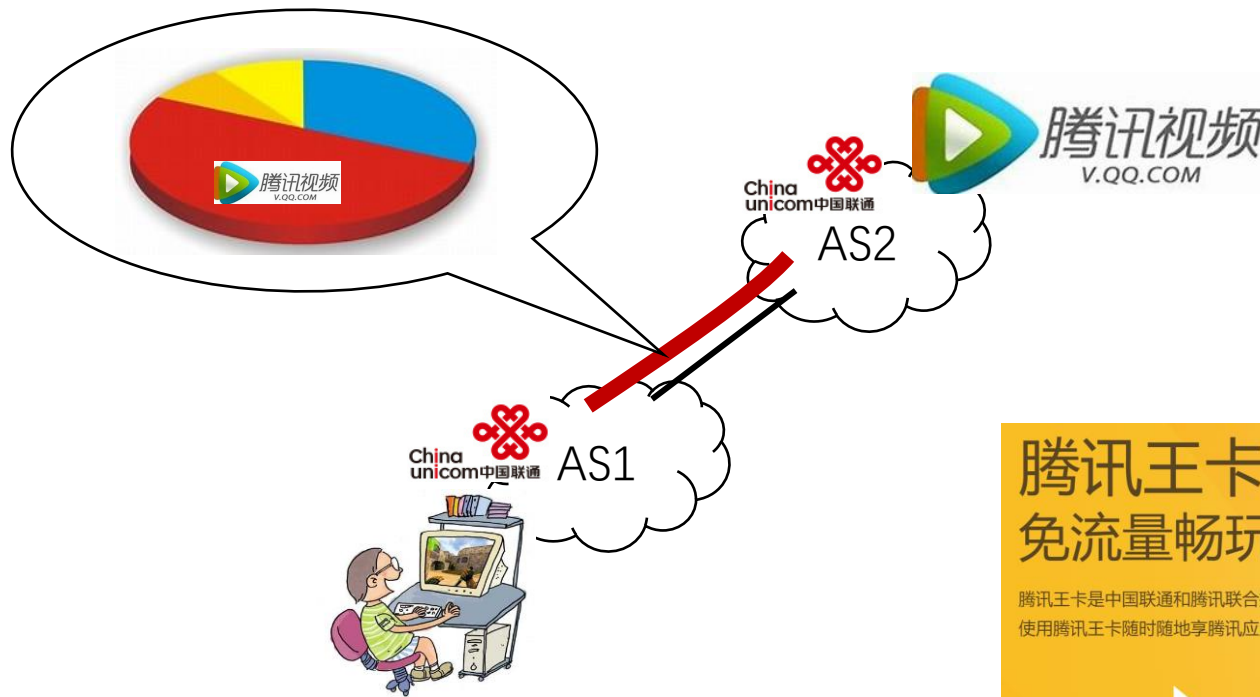 腾讯视频
V.QQ.COM
腾讯视频
V.QQ.COM
China
unicom中国联通
AS2
China
unicom中国联通
AS1
腾讯王卡
免流量畅玩
腾讯王卡是中国联通和腾讯联合
使用腾讯王卡随时随地享腾讯应